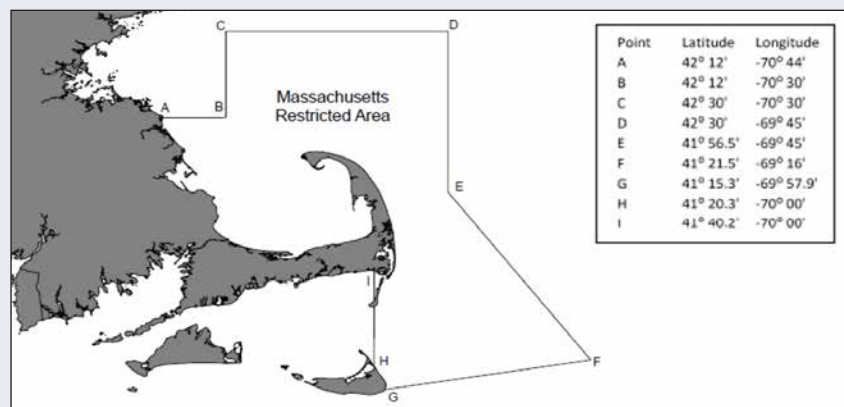 C
D
A
B
Massachusetts
Restricted Area
E
I
H
F
G
Point Latitude Longitude
A 42° 12' -70° 44'
B 42° 12' -70° 30'
C 42° 30' -70° 30'
D 42° 30' -69° 45'
E 41° 56.5' -69° 45'
F 41° 21.5' -69° 16'
G 41° 15.3' -69° 57.9'
H 41° 20.3' -70° 00'
I 41° 40.2' -70° 00'